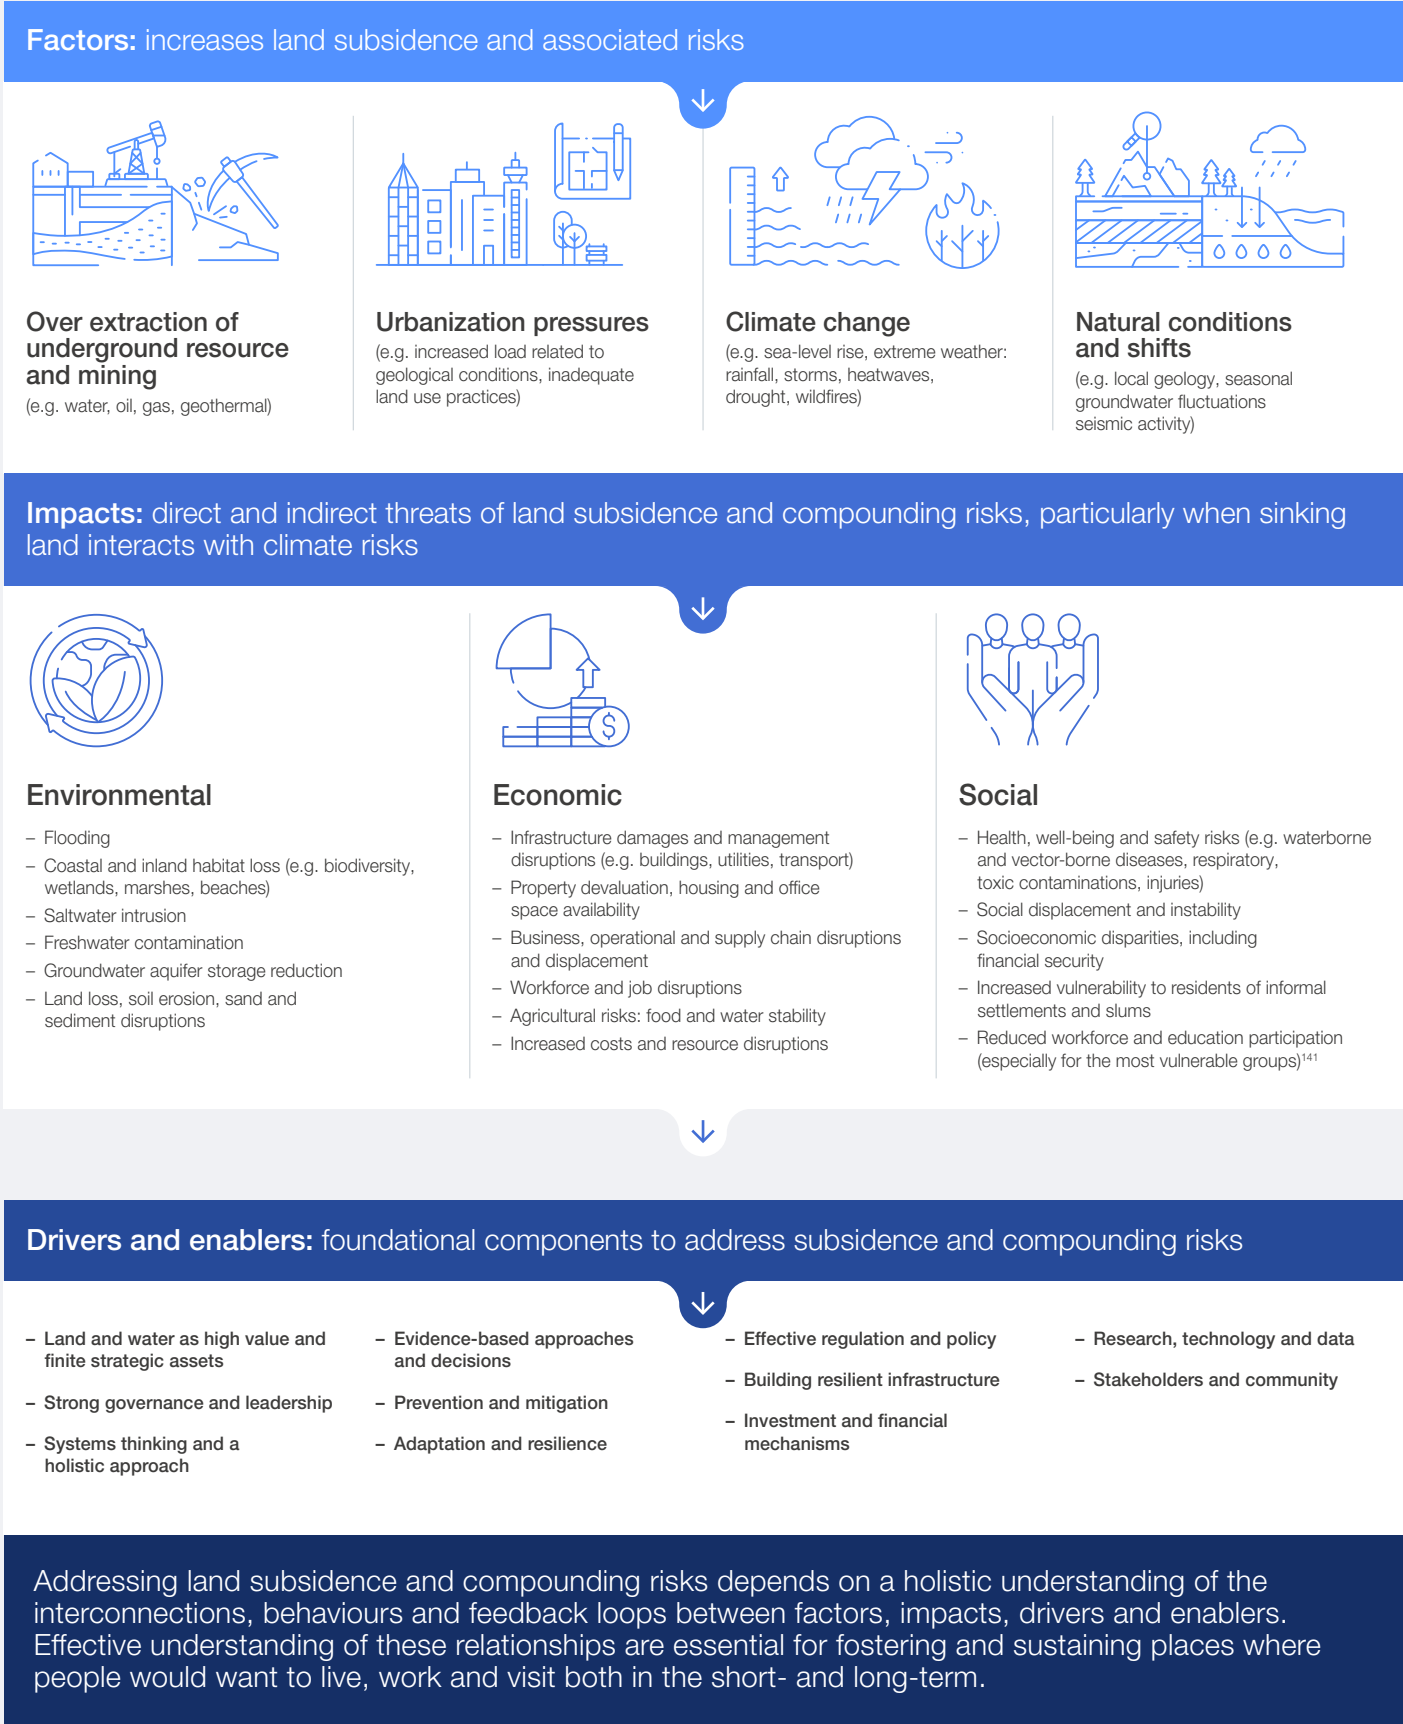 Factors: increases land subsidence and associated risks
Over extraction of
underground resource
and mining
(e.g. water, oil, gas, geothermal)
Urbanization pressures
(e.g. increased load related to
geological conditions, inadequate
land use practices)
Climate change
(e.g. sea-level rise, extreme weather:
rainfall, storms, heatwaves,
drought, wildfires)
Natural conditions
and shifts
(e.g. local geology, seasonal
groundwater fluctuations
seismic activity)
Impacts: direct and indirect threats of land subsidence and compounding risks, particularly when sinking
land interacts with climate risks
$
Environmental
– Flooding
– Coastal and inland habitat loss (e.g. biodiversity,
wetlands, marshes, beaches)
– Saltwater intrusion
– Freshwater contamination
– Groundwater aquifer storage reduction
– Land loss, soil erosion, sand and
sediment disruptions
Economic
– Infrastructure damages and management
disruptions (e.g. buildings, utilities, transport)
– Property devaluation, housing and office
space availability
– Business, operational and supply chain disruptions
and displacement
– Workforce and job disruptions
– Agricultural risks: food and water stability
– Increased costs and resource disruptions
Social
– Health, well-being and safety risks (e.g. waterborne
and vector-borne diseases, respiratory,
toxic contaminations, injuries)
– Social displacement and instability
– Socioeconomic disparities, including
financial security
– Increased vulnerability to residents of informal
settlements and slums
– Reduced workforce and education participation
(especially for the most vulnerable groups)¹⁴¹
Drivers and enablers: foundational components to address subsidence and compounding risks
– Land and water as high value and
finite strategic assets
– Strong governance and leadership
– Systems thinking and a
holistic approach
– Evidence-based approaches
and decisions
– Prevention and mitigation
– Adaptation and resilience
– Effective regulation and policy
– Building resilient infrastructure
– Investment and financial
mechanisms
– Research, technology and data
– Stakeholders and community
Addressing land subsidence and compounding risks depends on a holistic understanding of the
interconnections, behaviours and feedback loops between factors, impacts, drivers and enablers.
Effective understanding of these relationships are essential for fostering and sustaining places where
people would want to live, work and visit both in the short- and long-term.